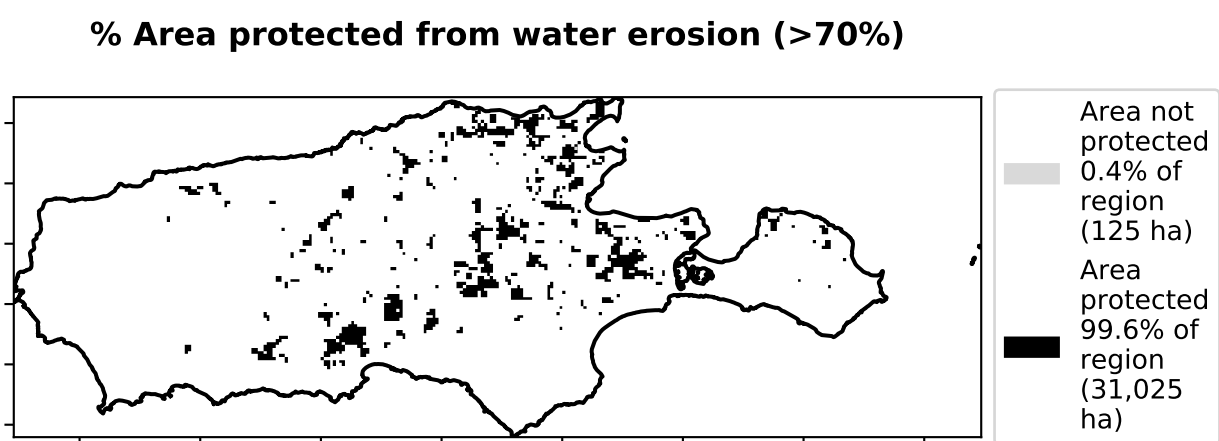 % Area protected from water erosion (>70%)
Area not
protected
0.4% of
region
(125 ha)
Area
protected
99.6% of
region
(31,025
ha)